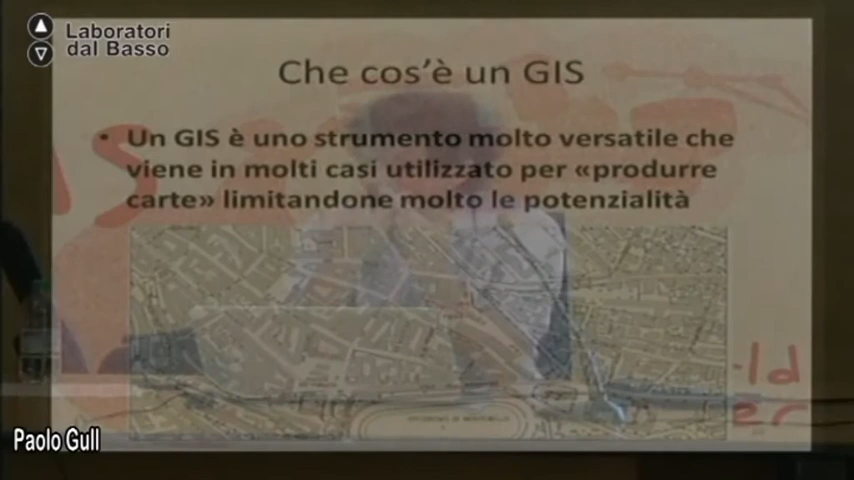 Laboratori
dal Basso
Che cos'è un GIS
• Un GIS è uno strumento molto versatile che
viene in molti casi utilizzato per «produrre
carte» limitandone molto le potenzialità
Paolo Gull